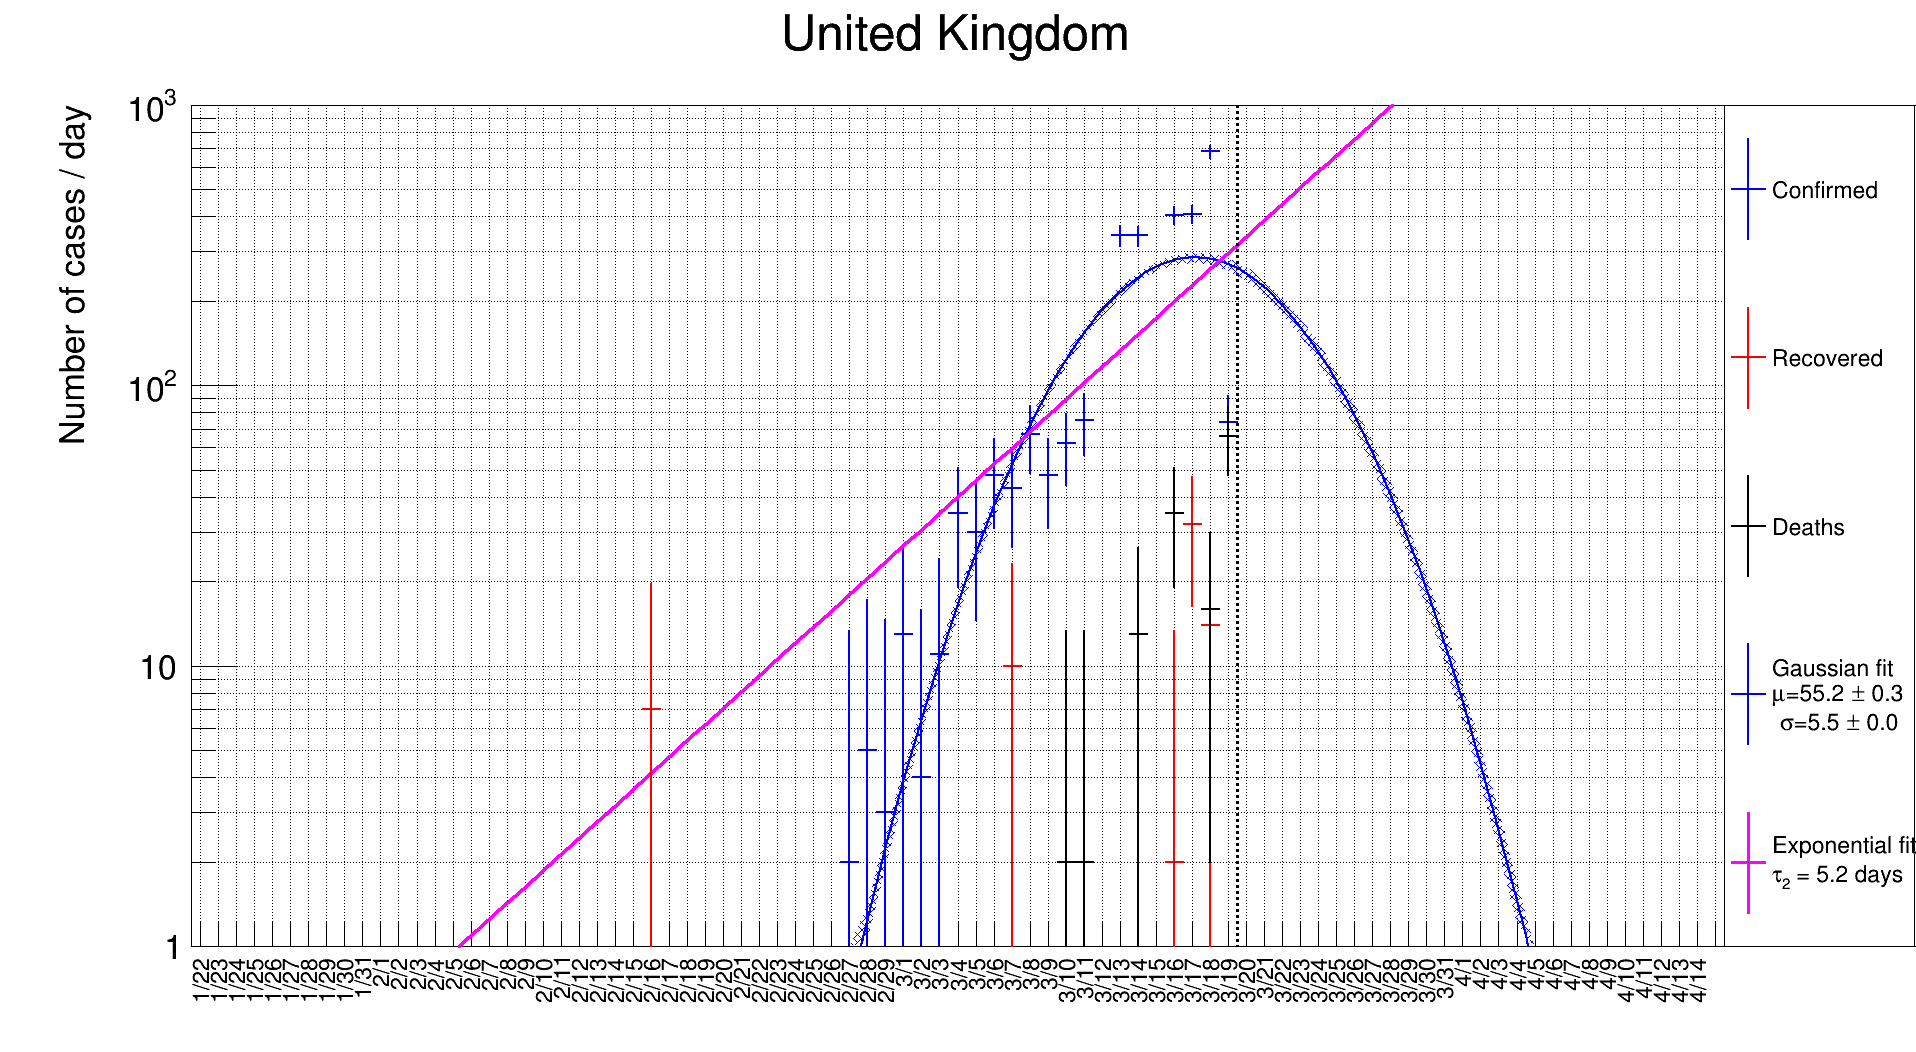 United Kingdom
Number of cases / day
10³
10²
10
1
Confirmed
Recovered
Deaths
Gaussian fit
μ=55.2 ± 0.3
σ=5.5 ± 0.0
Exponential fit
τ₂ = 5.2 days
1/22 1/23 1/24 1/25 1/26 1/27 1/28 1/29 1/30 1/31 2/1 2/2 2/3 2/4 2/5 2/6 2/7 2/8 2/9 2/10 2/11 2/12 2/13 2/14 2/15 2/16 2/17 2/18 2/19 2/20 2/21 2/22 2/23 2/24 2/25 2/26 2/27 2/28 2/29 3/1 3/2 3/3 3/4 3/5 3/6 3/7 3/8 3/9 3/10 3/11 3/12 3/13 3/14 3/15 3/16 3/17 3/18 3/19 3/20 3/21 3/22 3/23 3/24 3/25 3/26 3/27 3/28 3/29 3/30 3/31 4/1 4/2 4/3 4/4 4/5 4/6 4/7 4/8 4/9 4/10 4/11 4/12 4/13 4/14